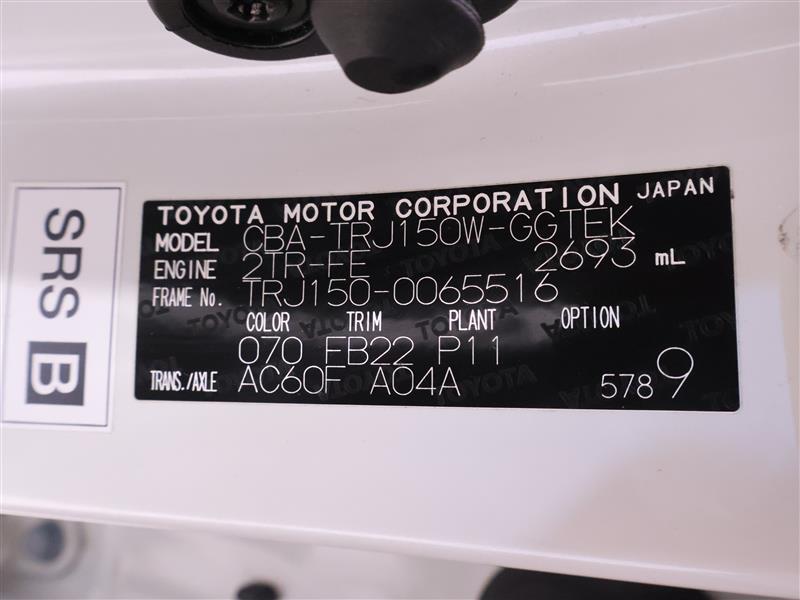 SRS B
TOYOTA MOTOR CORPORATION JAPAN
MODEL CBA-TRJ150W-GGTEK
ENGINE 2TR-FE 2693 mL
FRAME No. TRJ150-0065516
COLOR TRIM PLANT OPTION
070 FB22 P11
TRANS./AXLE AC60F A04A 5789